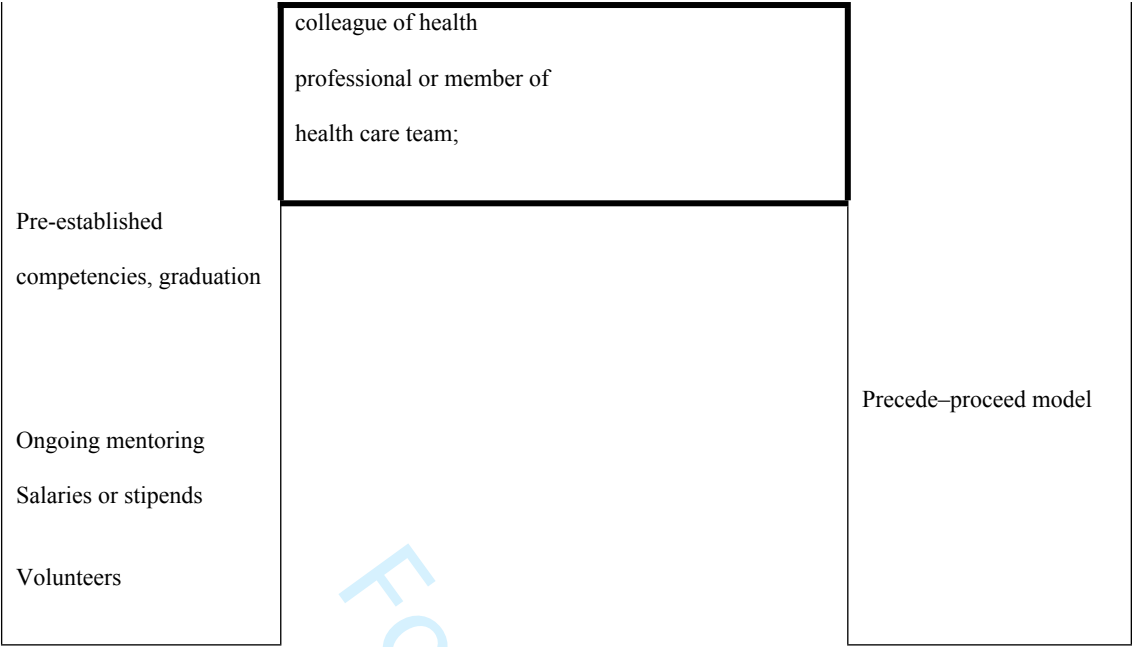 colleague of health
professional or member of
health care team;
Pre-established
competencies, graduation
Ongoing mentoring
Salaries or stipends
Volunteers
Precede–proceed model